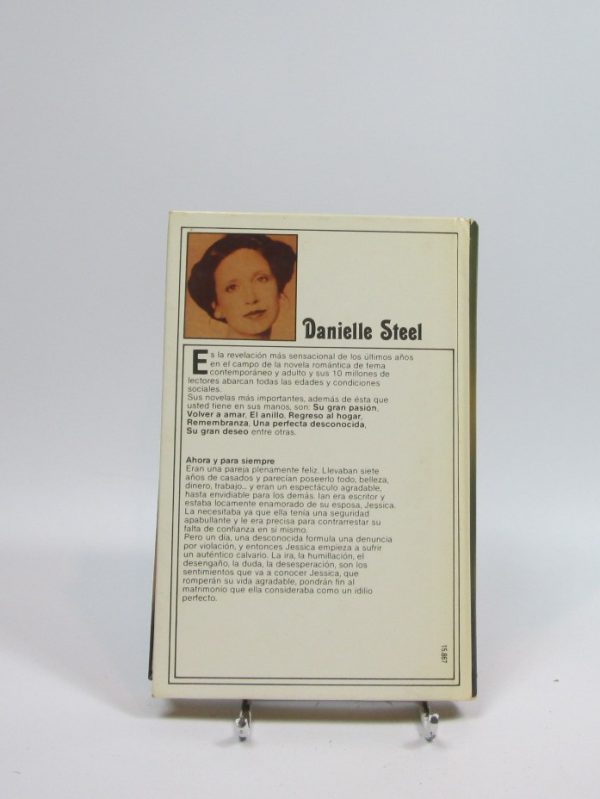 Danielle Steel
Es la revelación más sensacional de los últimos años
en el campo de la novela romántica de tema
contemporáneo y adulto y sus 10 millones de
lectores abarcan todas las edades y condiciones
sociales.
Sus novelas más importantes, además de ésta que
usted tiene en sus manos, son: Su gran pasión,
Volver a amar, El anillo, Regreso al hogar,
Remembranza, Una perfecta desconocida,
Su gran deseo entre otras.
Ahora y para siempre
Eran una pareja plenamente feliz. Llevaban siete
años de casados y parecían poseerlo todo, belleza,
dinero, trabajo... y eran un espectáculo agradable,
hasta envidiable para los demás. Ian era escritor y
estaba locamente enamorado de su esposa, Jessica.
La necesitaba ya que ella tenía una seguridad
apabullante y le era precisa para contrarrestar su
falta de confianza en sí mismo.
Pero un día, una desconocida formula una denuncia
por violación, y entonces Jessica empieza a sufrir
un auténtico calvario. La ira, la humillación, el
desengaño, la duda, la desesperación, son los
sentimientos que va a conocer Jessica, que
romperán su vida agradable, pondrán fin al
matrimonio que ella consideraba como un idilio
perfecto.
15.867